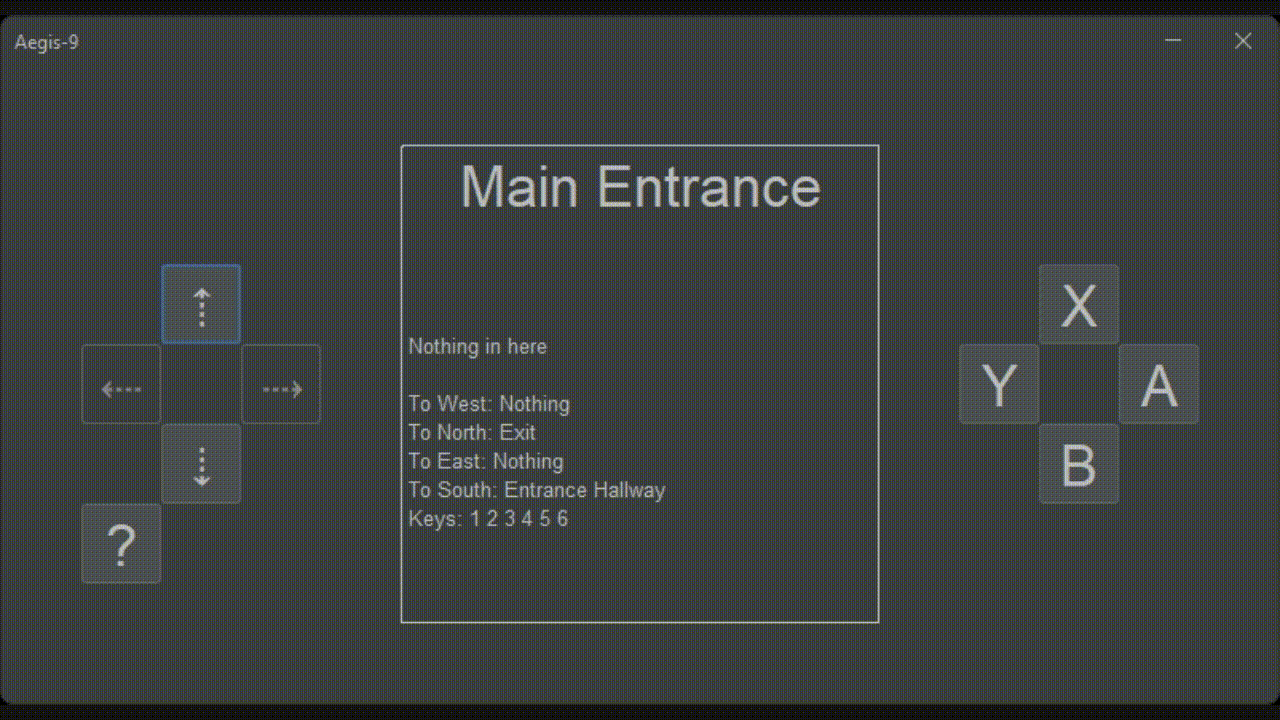 Aegis-9
Main Entrance
Nothing in here
To West: Nothing
To North: Exit
To East: Nothing
To South: Entrance Hallway
Keys: 1 2 3 4 5 6
?
X
Y
A
B